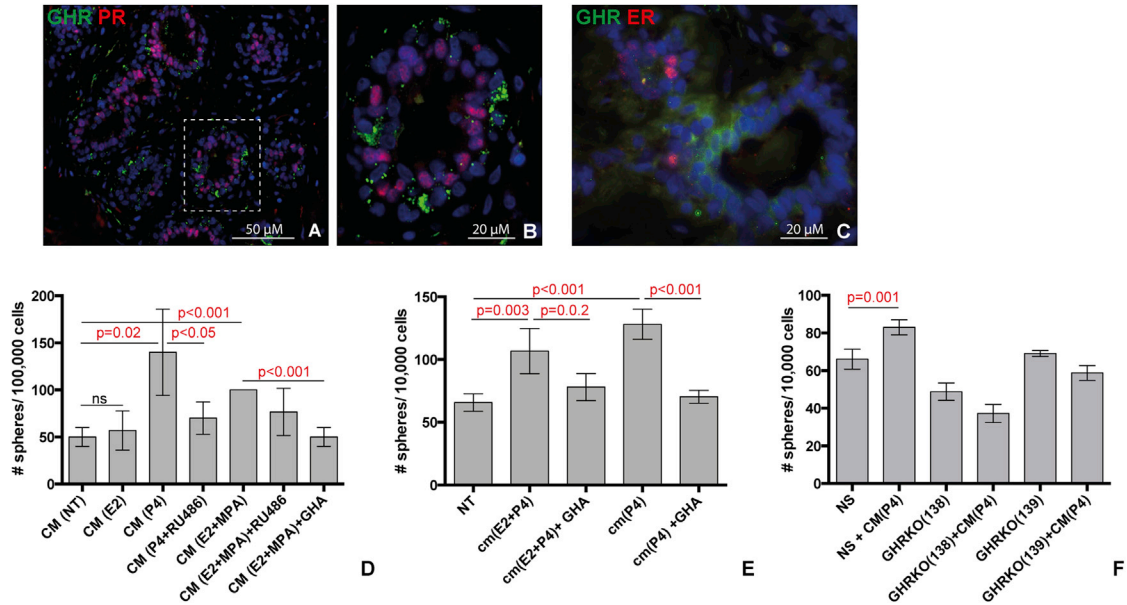 GHR PR
50 µM
A
20 µM
B
GHR ER
20 µM
C
# spheres/ 100,000 cells
200
150
100
50
0
p<0.001
p=0.02
p<0.05
p<0.001
ns
CM (NT)
CM (E2)
CM (P4)
CM (P4+RU486)
CM (E2+MPA)
CM (E2+MPA)+RU486
CM (E2+MPA)+GHA
D
# spheres/ 10,000 cells
150
100
50
0
p<0.001
p<0.001
p=0.003
p=0.0.2
NT
cm(E2+P4)
cm(E2+P4)+ GHA
cm(P4)
cm(P4) +GHA
E
# spheres/ 10,000 cells
100
80
60
40
20
0
p=0.001
NS
NS + CM(P4)
GHRKO(138)
GHRKO(138)+CM(P4)
GHRKO(139)
GHRKO(139)+CM(P4)
F